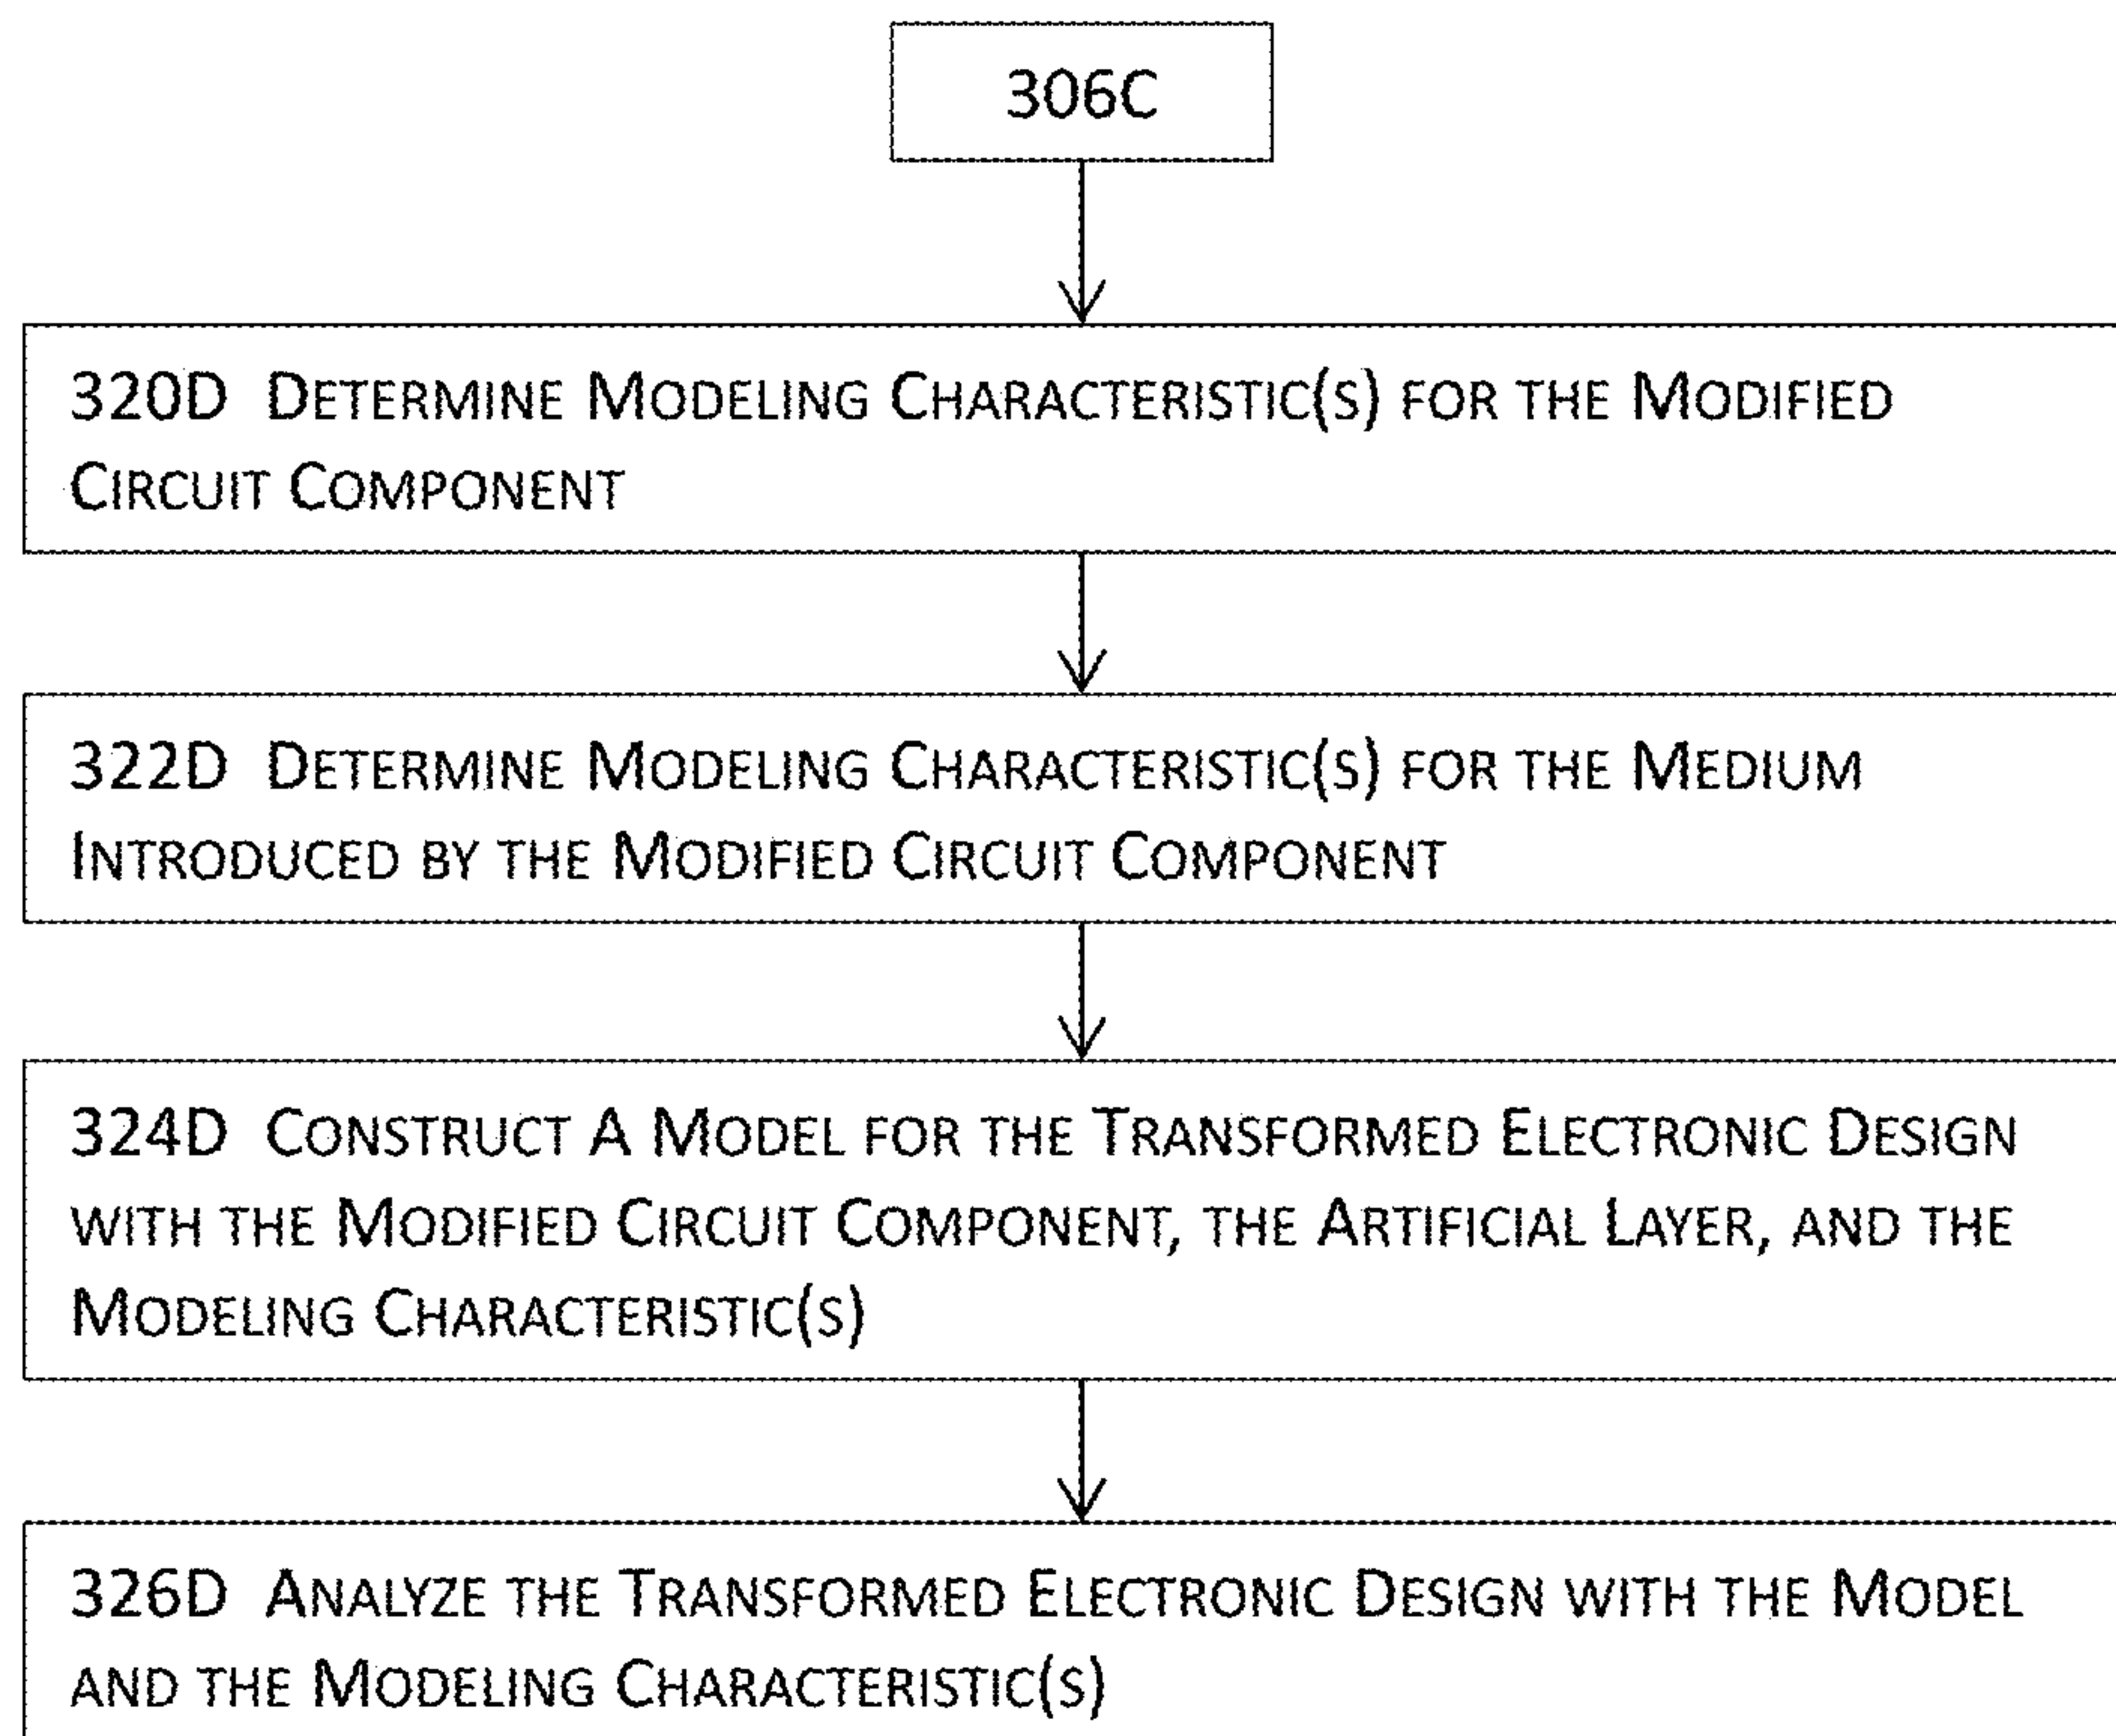 306C
320D Determine Modeling Characteristic(s) for the Modified
Circuit Component
322D Determine Modeling Characteristic(s) for the Medium
Introduced by the Modified Circuit Component
324D Construct A Model for the Transformed Electronic Design
with the Modified Circuit Component, the Artificial Layer, and the
Modeling Characteristic(s)
326D Analyze the Transformed Electronic Design with the Model
and the Modeling Characteristic(s)